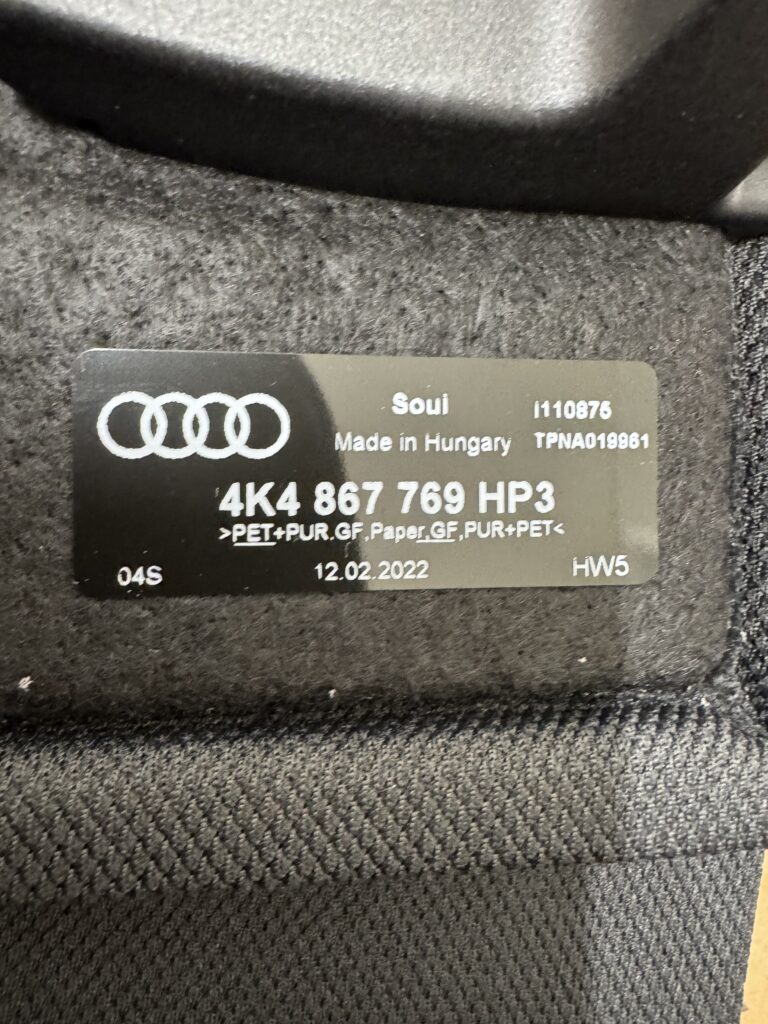 Soui
I110875
Made in Hungary
TPNA019961
4K4 867 769 HP3
>PET+PUR.GF,Paper,GF,PUR+PET<
04S
12.02.2022
HW5